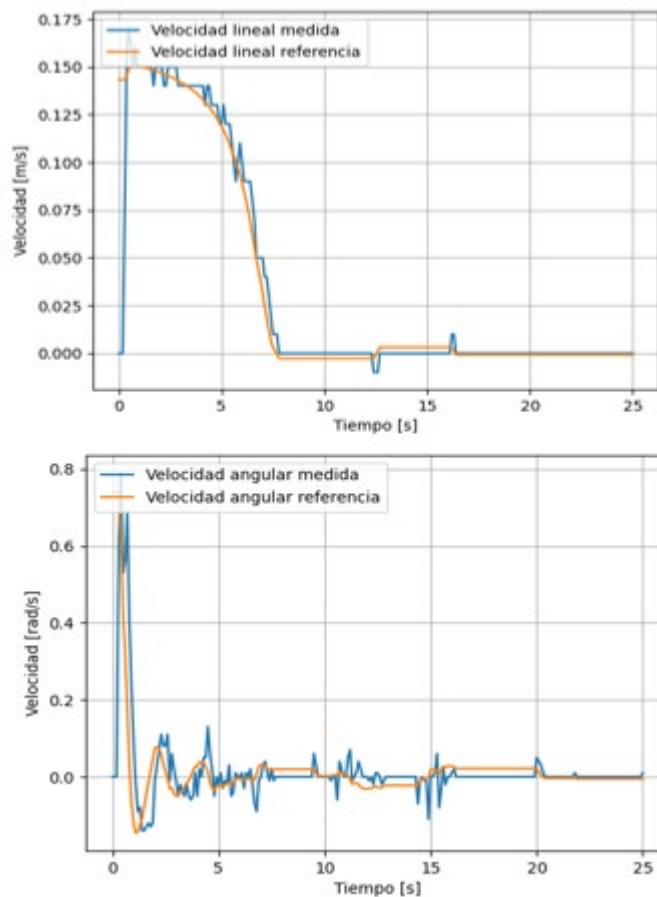 0.175
0.150
0.125
0.100
0.075
0.050
0.025
0.000
Velocidad [m/s]
Velocidad lineal medida
Velocidad lineal referencia
0 5 10 15 20 25
Tiempo [s]
0.8
0.6
0.4
0.2
0.0
Velocidad [rad/s]
Velocidad angular medida
Velocidad angular referencia
0 5 10 15 20 25
Tiempo [s]